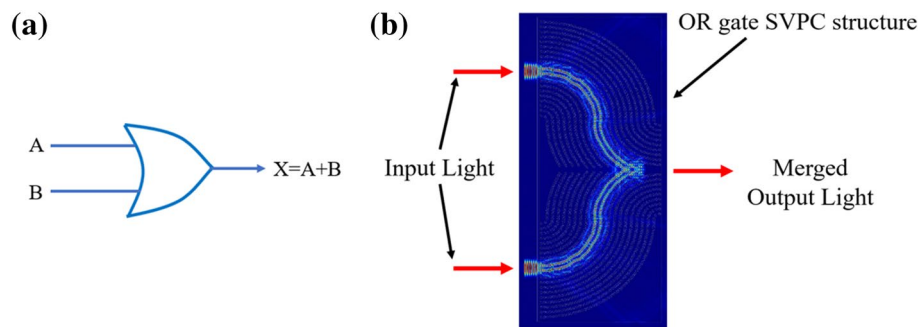 (a)
A
B
X=A+B
(b)
OR gate SVPC
structure
Input Light
Merged
Output Light